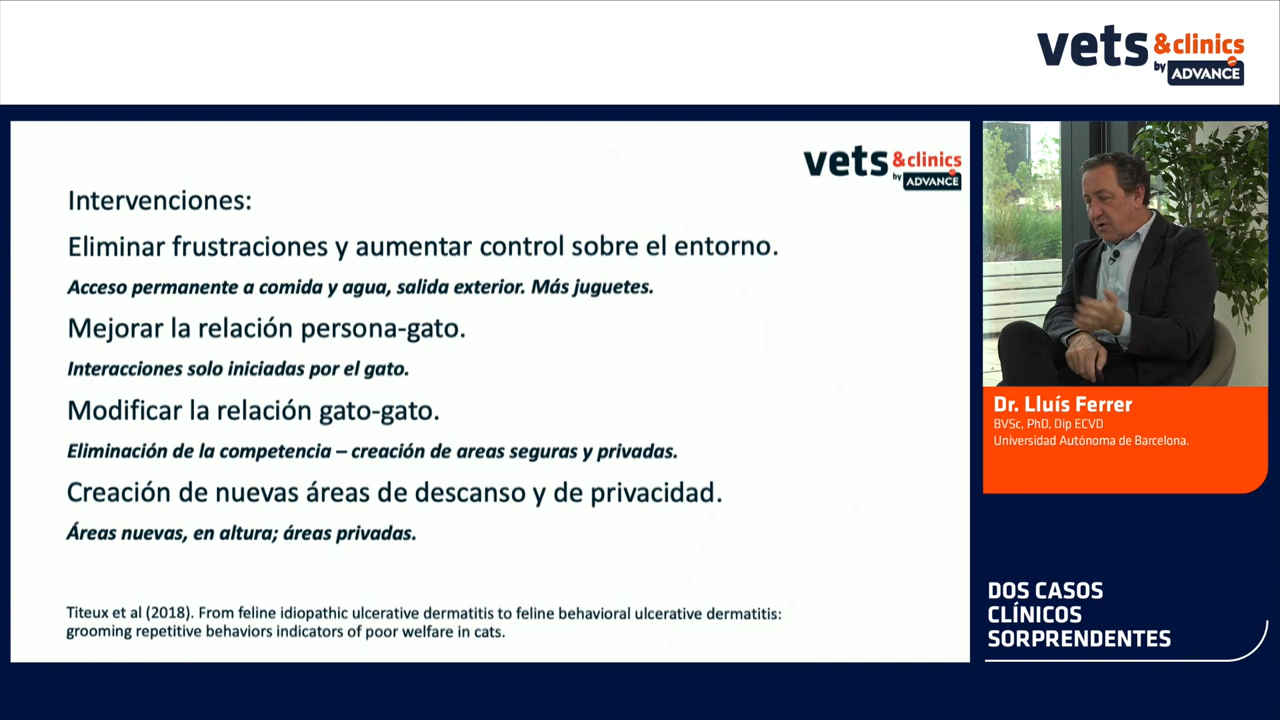 vets &clinics
by ADVANCE
vets &clinics
by ADVANCE
Intervenciones:
Eliminar frustraciones y aumentar control sobre el entorno.
Acceso permanente a comida y agua, salida exterior. Más juguetes.
Mejorar la relación persona-gato.
Interacciones solo iniciadas por el gato.
Modificar la relación gato-gato.
Eliminación de la competencia – creación de areas seguras y privadas.
Creación de nuevas áreas de descanso y de privacidad.
Áreas nuevas, en altura; áreas privadas.
Titeux et al (2018). From feline idiopathic ulcerative dermatitis to feline behavioral ulcerative dermatitis:
grooming repetitive behaviors indicators of poor welfare in cats.
Dr. Lluís Ferrer
BVSc, PhD, Dip ECVD
Universidad Autónoma de Barcelona.
DOS CASOS
CLÍNICOS
SORPRENDENTES